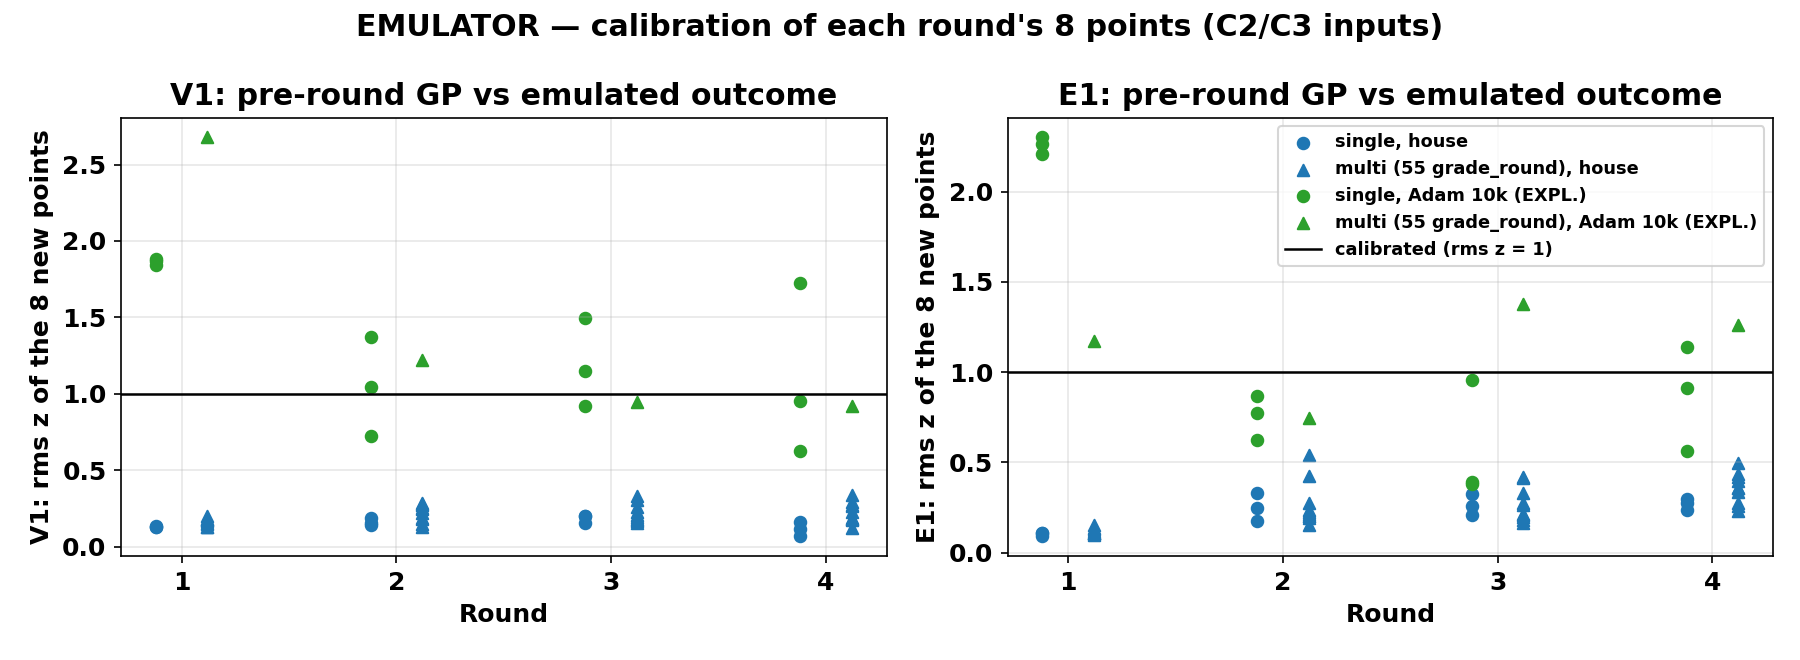 EMULATOR — calibration of each round's 8 points (C2/C3 inputs)
V1: pre-round GP vs emulated outcome
V1: rms z of the 8 new points
2.5
2.0
1.5
1.0
0.5
0.0
1 2 3 4
Round
E1: pre-round GP vs emulated outcome
E1: rms z of the 8 new points
2.0
1.5
1.0
0.5
0.0
single, house
multi (55 grade_round), house
single, Adam 10k (EXPL.)
multi (55 grade_round), Adam 10k (EXPL.)
calibrated (rms z = 1)
1 2 3 4
Round